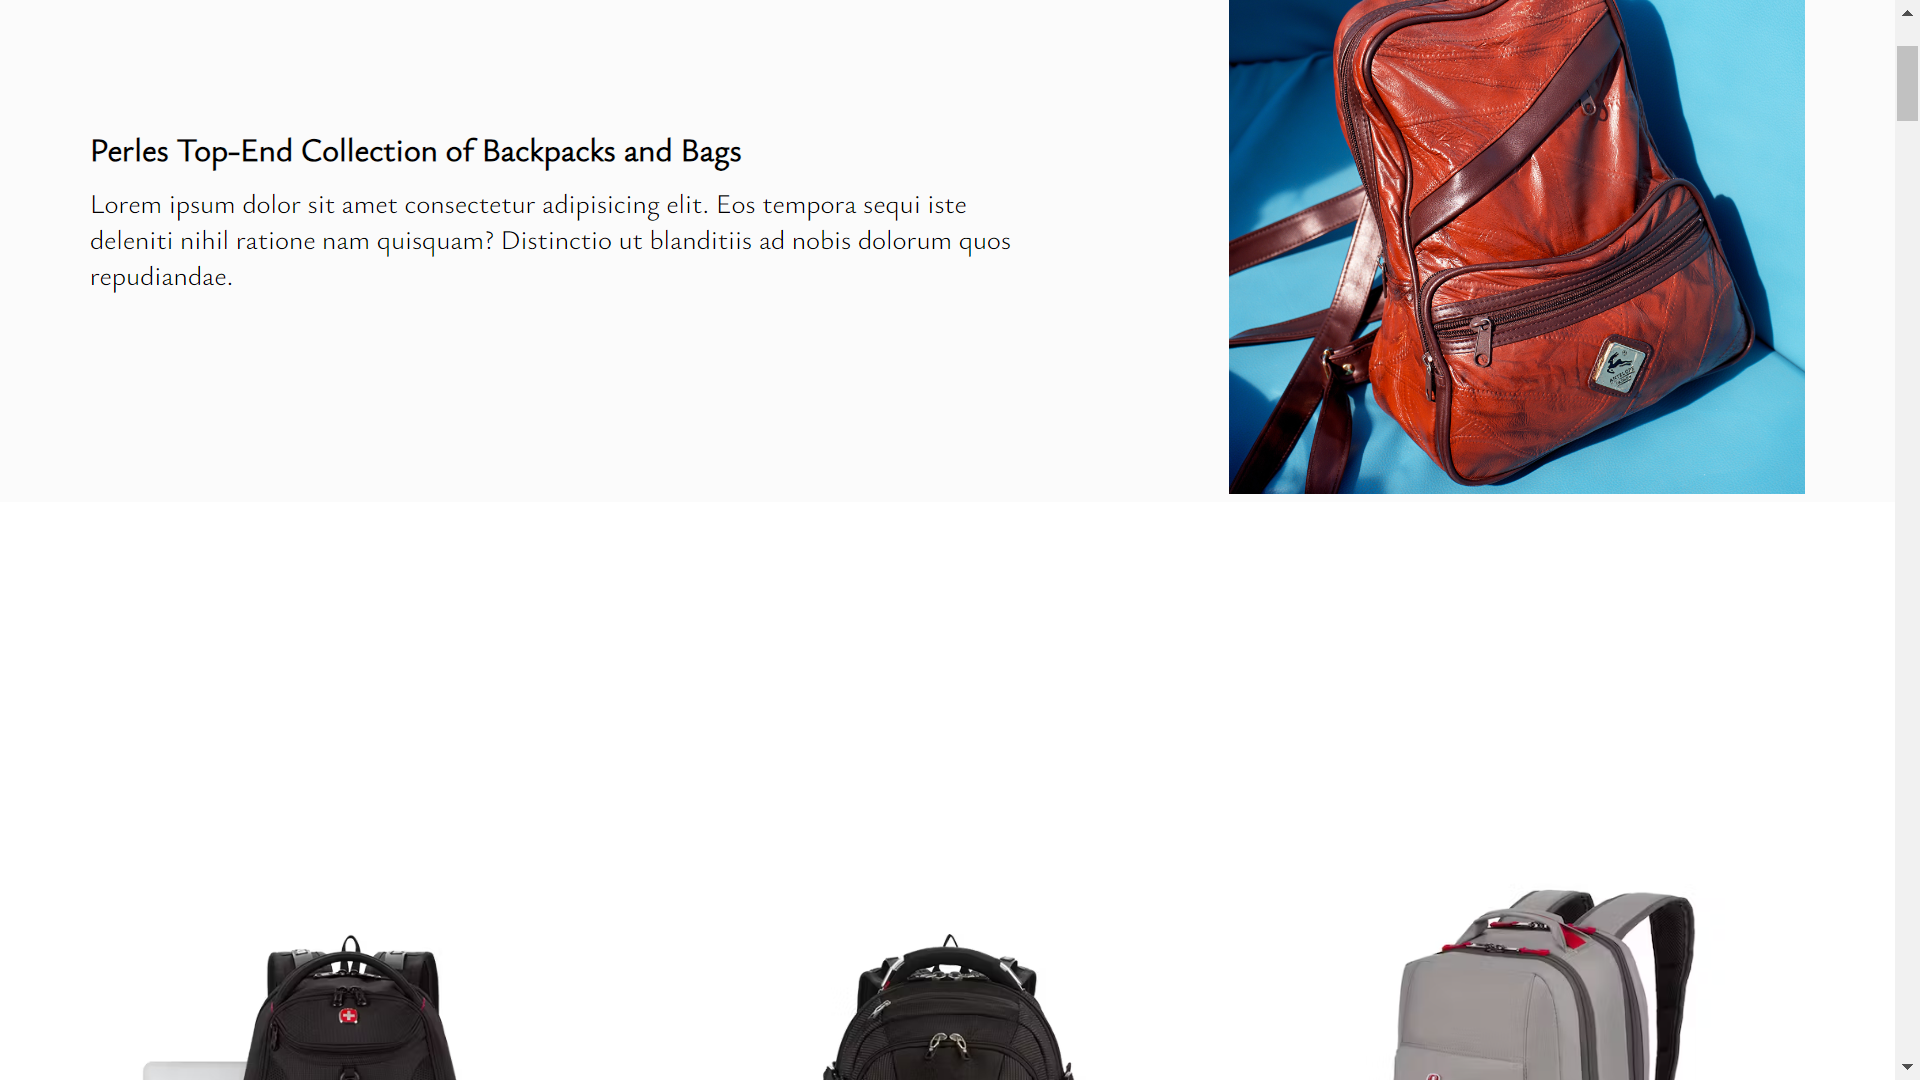 Perles Top-End Collection of Backpacks and Bags
Lorem ipsum dolor sit amet consectetur adipisicing elit. Eos tempora sequi iste
deleniti nihil ratione nam quisquam? Distinctio ut blanditiis ad nobis dolorum quos
repudiandae.